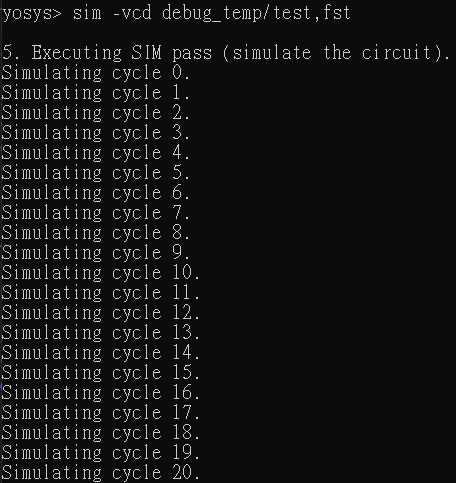 yosys> sim -vcd debug_temp/test,fst
5. Executing SIM pass (simulate the circuit).
Simulating cycle 0.
Simulating cycle 1.
Simulating cycle 2.
Simulating cycle 3.
Simulating cycle 4.
Simulating cycle 5.
Simulating cycle 6.
Simulating cycle 7.
Simulating cycle 8.
Simulating cycle 9.
Simulating cycle 10.
Simulating cycle 11.
Simulating cycle 12.
Simulating cycle 13.
Simulating cycle 14.
Simulating cycle 15.
Simulating cycle 16.
Simulating cycle 17.
Simulating cycle 18.
Simulating cycle 19.
Simulating cycle 20.